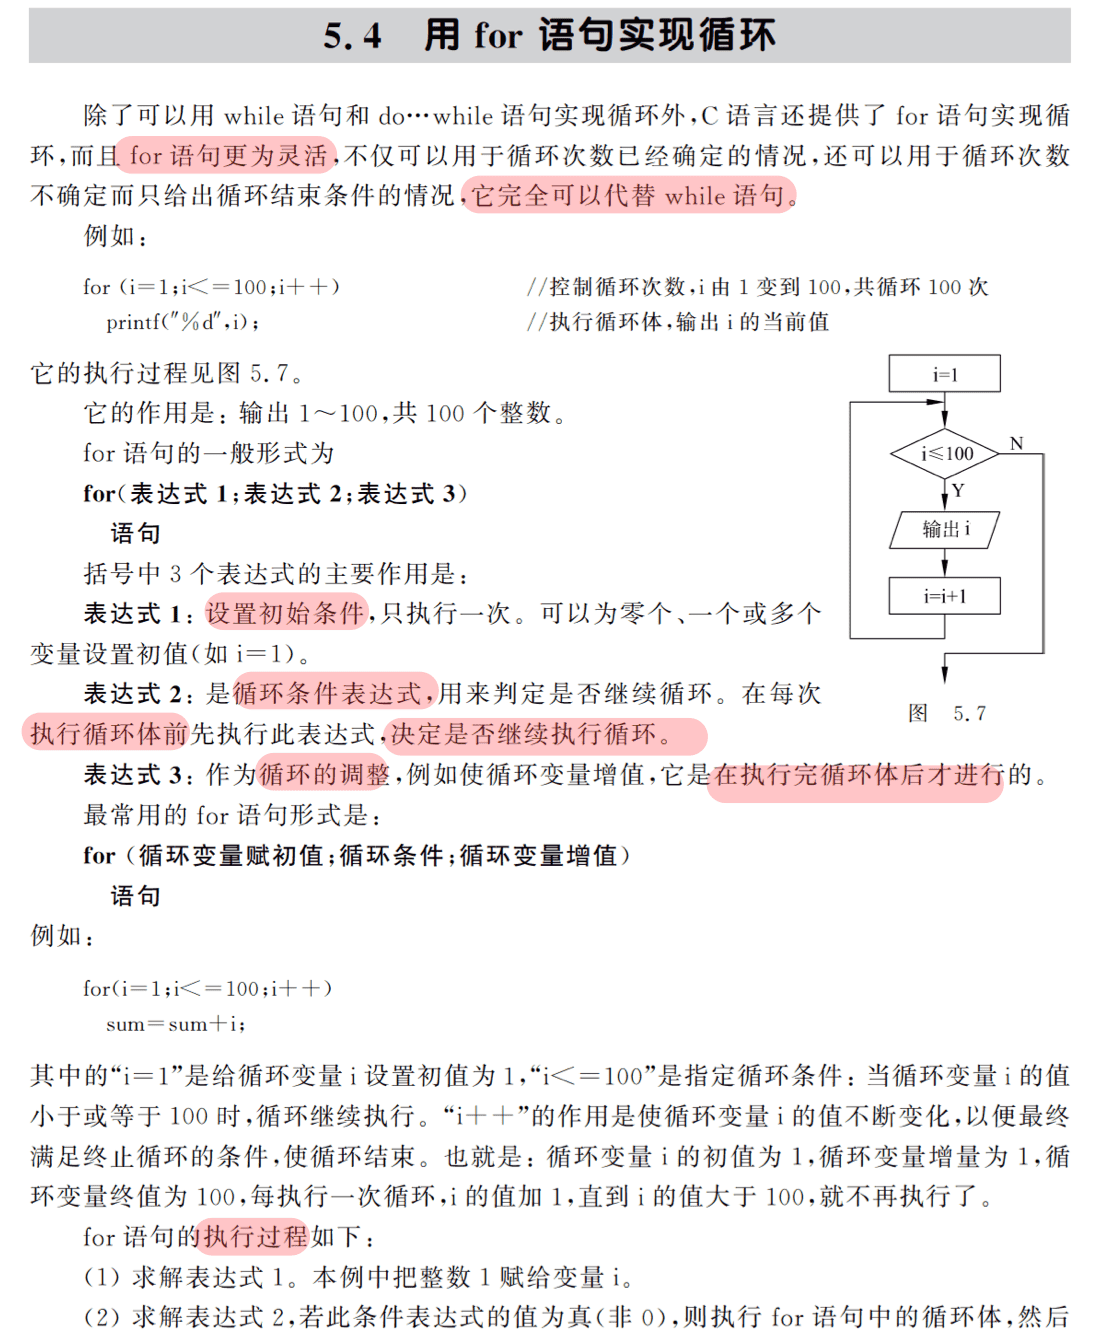 5.4 用 for 语句实现循环
除了可以用 while 语句和 do…while 语句实现循环外,C 语言还提供了 for 语句实现循
环,而且 for 语句更为灵活,不仅可以用于循环次数已经确定的情况,还可以用于循环次数
不确定而只给出循环结束条件的情况,它完全可以代替 while 语句。
例如:
for (i=1;i<=100;i++) //控制循环次数,i 由 1 变到 100,共循环 100 次
printf("%d",i); //执行循环体,输出 i 的当前值
它的执行过程见图 5.7。
它的作用是: 输出 1~100,共 100 个整数。
for 语句的一般形式为
for(表达式 1;表达式 2;表达式 3)
语句
括号中 3 个表达式的主要作用是:
表达式 1: 设置初始条件,只执行一次。可以为零个、一个或多个
变量设置初值(如 i=1)。
表达式 2: 是循环条件表达式,用来判定是否继续循环。在每次
执行循环体前先执行此表达式,决定是否继续执行循环。
i=1
i≤100
N
Y
输出 i
i=i+1
图 5.7
表达式 3: 作为循环的调整,例如使循环变量增值,它是在执行完循环体后才进行的。
最常用的 for 语句形式是:
for (循环变量赋初值;循环条件;循环变量增值)
语句
例如:
for(i=1;i<=100;i++)
sum=sum+i;
其中的“i=1”是给循环变量 i 设置初值为 1,“i<=100”是指定循环条件: 当循环变量 i 的值
小于或等于 100 时,循环继续执行。“i++”的作用是使循环变量 i 的值不断变化,以便最终
满足终止循环的条件,使循环结束。也就是: 循环变量 i 的初值为 1,循环变量增量为 1,循
环变量终值为 100,每执行一次循环,i 的值加 1,直到 i 的值大于 100,就不再执行了。
for 语句的执行过程如下:
(1) 求解表达式 1。本例中把整数 1 赋给变量 i。
(2) 求解表达式 2,若此条件表达式的值为真(非 0),则执行 for 语句中的循环体,然后